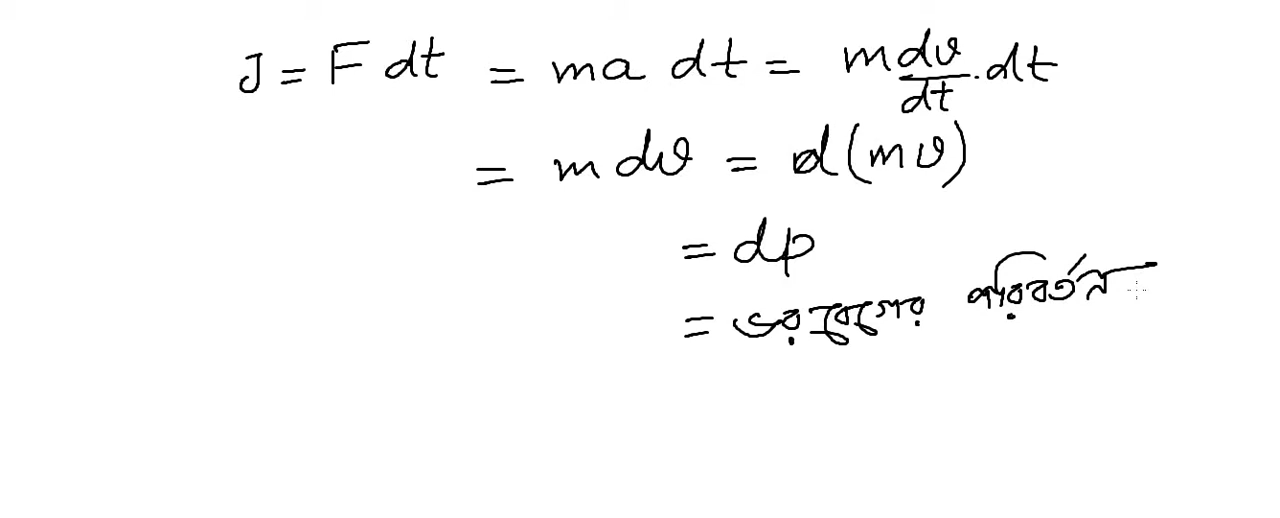 J = F dt = ma dt = m dv/dt . dt
= m dv = d(mv)
= dp
= ভরবেগের পরিবর্তন